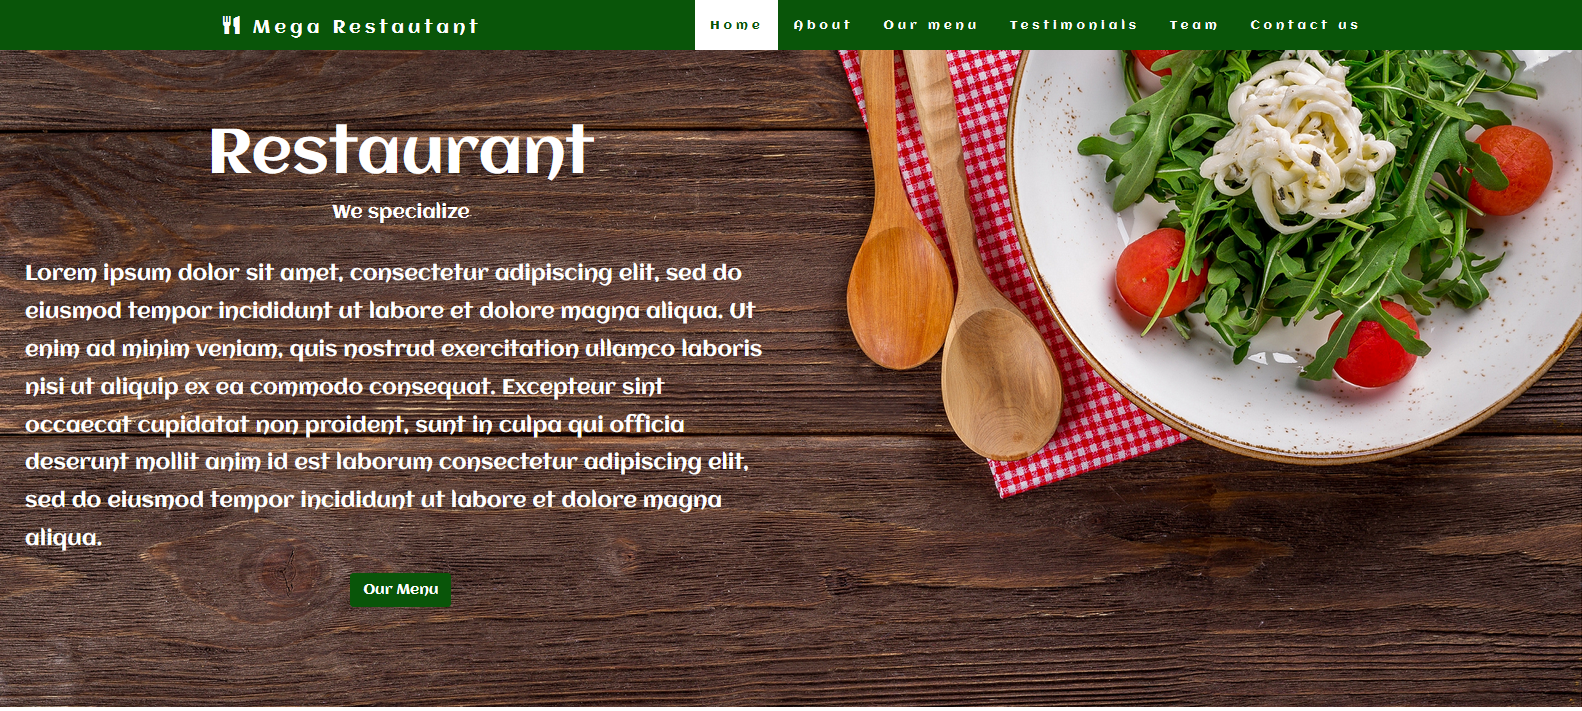 Mega Restautant
Home About Our menu Testimonials Team Contact us
Restaurant
We specialize
Lorem ipsum dolor sit amet, consectetur adipiscing elit, sed do
eiusmod tempor incididunt ut labore et dolore magna aliqua. Ut
enim ad minim veniam, quis nostrud exercitation ullamco laboris
nisi ut aliquip ex ea commodo consequat. Excepteur sint
occaecat cupidatat non proident, sunt in culpa qui officia
deserunt mollit anim id est laborum consectetur adipiscing elit,
sed do eiusmod tempor incididunt ut labore et dolore magna
aliqua.
Our Menu